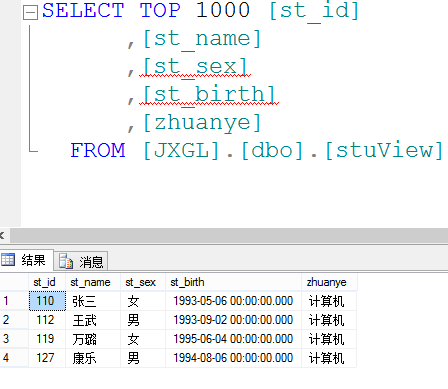 SELECT TOP 1000 [st_id]
,[st_name]
,[st_sex]
,[st_birth]
,[zhuanye]
FROM [JXGL].[dbo].[stuView]
结果 消息
st_id st_name st_sex st_birth zhuanye
1 110 张三 女 1993-05-06 00:00:00.000 计算机
2 112 王武 男 1993-09-02 00:00:00.000 计算机
3 119 万璐 女 1995-06-04 00:00:00.000 计算机
4 127 康乐 男 1994-08-06 00:00:00.000 计算机